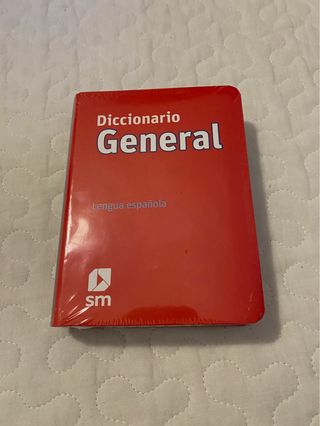 Diccionario
General
Lengua española
sm